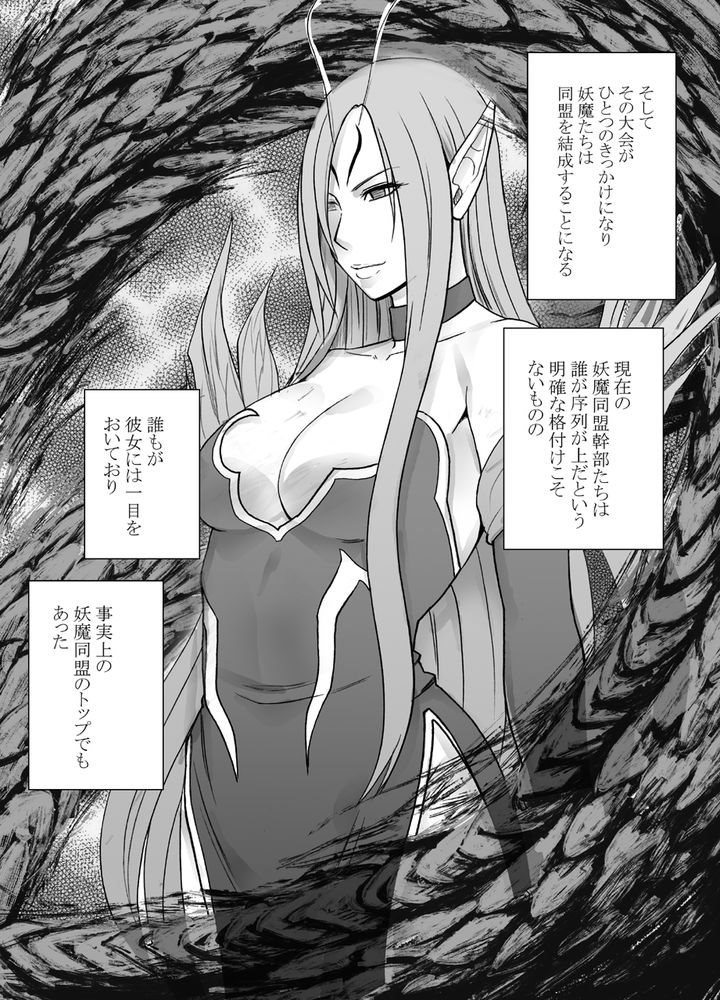 そして
その大会が
ひとつのきっかけになり
妖魔たちは
同盟を結成することになる
現在の
妖魔同盟幹部たちは
誰が序列が上だという
明確な格付けこそ
ないものの
誰もが
彼女には一目を
おいており
事実上の
妖魔同盟のトップでも
あった